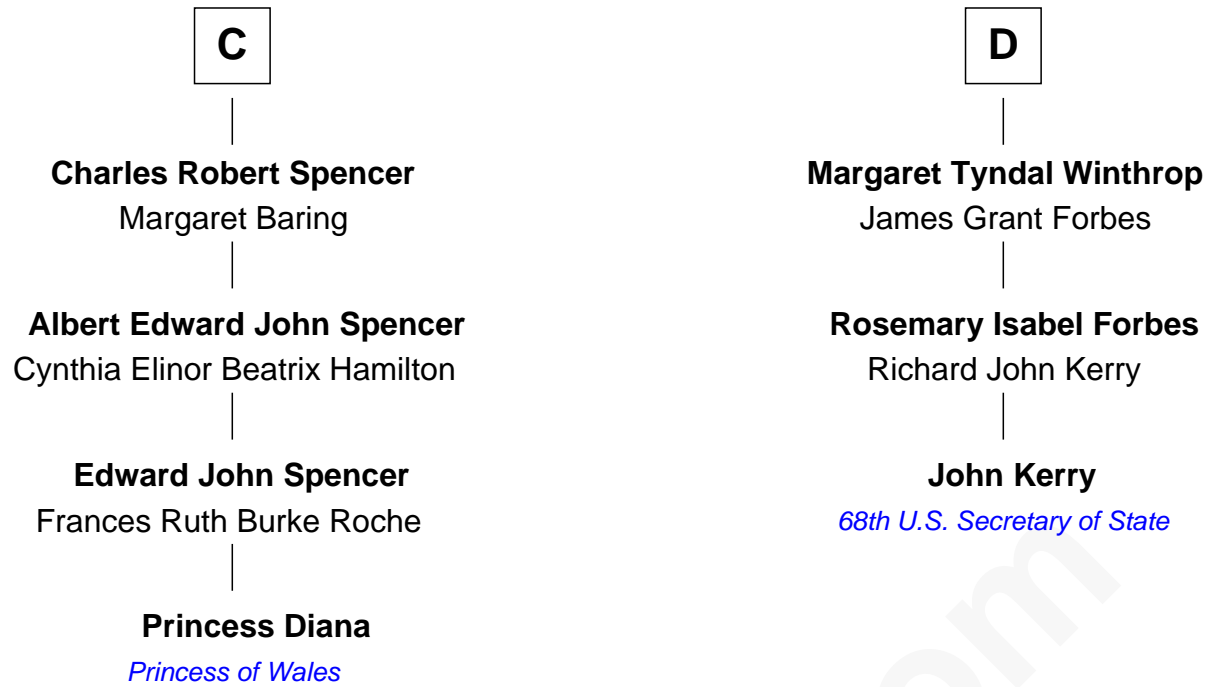 C
Charles Robert Spencer
Margaret Baring
Albert Edward John Spencer
Cynthia Elinor Beatrix Hamilton
Edward John Spencer
Frances Ruth Burke Roche
Princess Diana
Princess of Wales
D
Margaret Tyndal Winthrop
James Grant Forbes
Rosemary Isabel Forbes
Richard John Kerry
John Kerry
68th U.S. Secretary of State
om